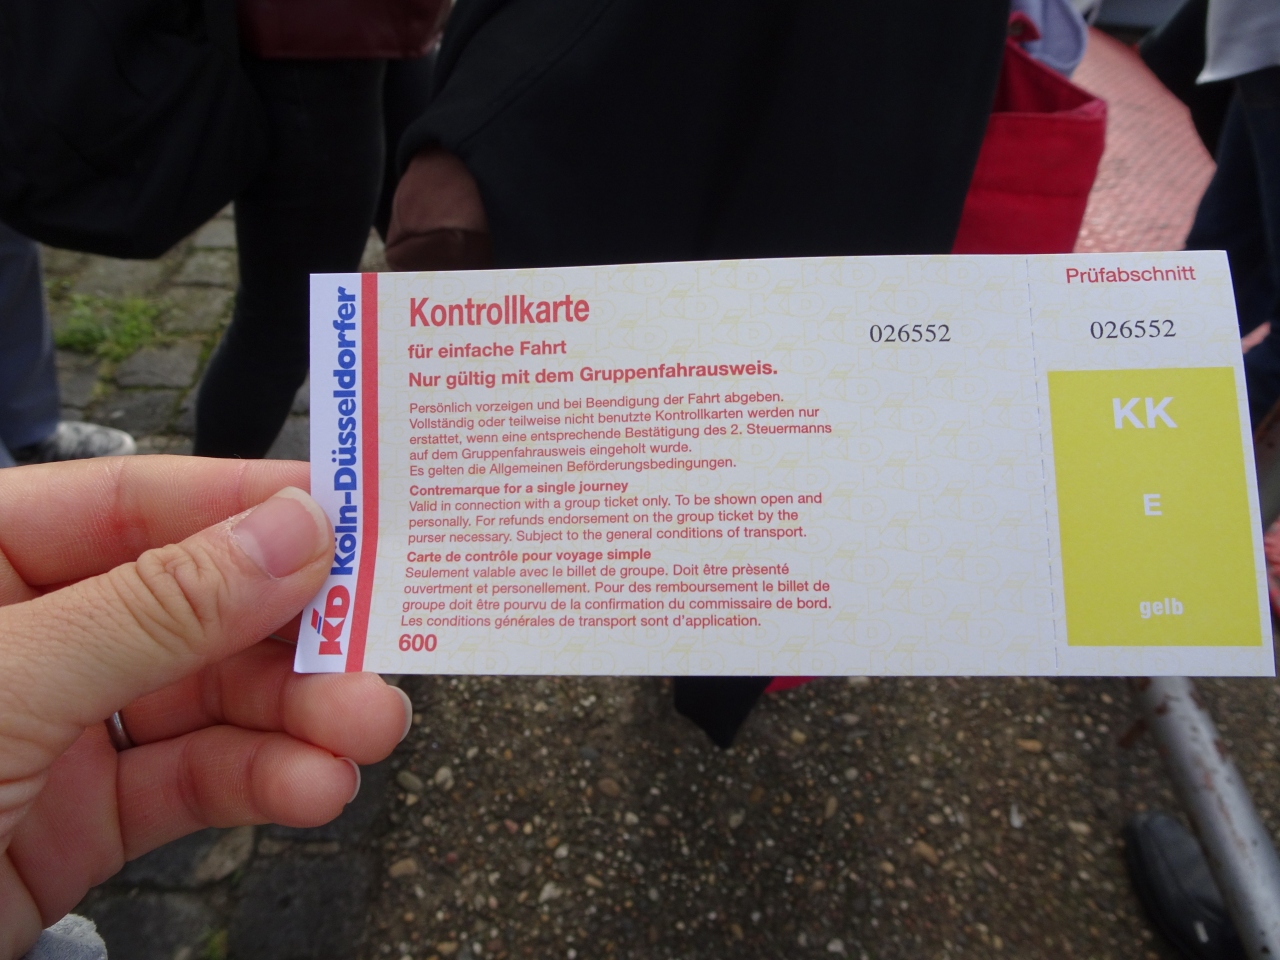 KD Köln-Düsseldorfer
Kontrollkarte
für einfache Fahrt
Nur gültig mit dem Gruppenfahrausweis.
026552
Persönlich vorzeigen und bei Beendigung der Fahrt abgeben.
Vollständig oder teilweise nicht benutzte Kontrollkarten werden nur
erstattet, wenn eine entsprechende Bestätigung des 2. Steuermanns
auf dem Gruppenfahrausweis eingeholt wurde.
Es gelten die Allgemeinen Beförderungsbedingungen.
Contremarque for a single journey
Valid in connection with a group ticket only. To be shown open and
personally. For refunds endorsement on the group ticket by the
purser necessary. Subject to the general conditions of transport.
Carte de contrôle pour voyage simple
Seulement valable avec le billet de groupe. Doit être prèsenté
ouvertment et personellement. Pour des remboursement le billet de
groupe doit être pourvu de la confirmation du commissaire de bord.
Les conditions générales de transport sont d'application.
600
Prüfabschnitt
026552
KK
E
gelb